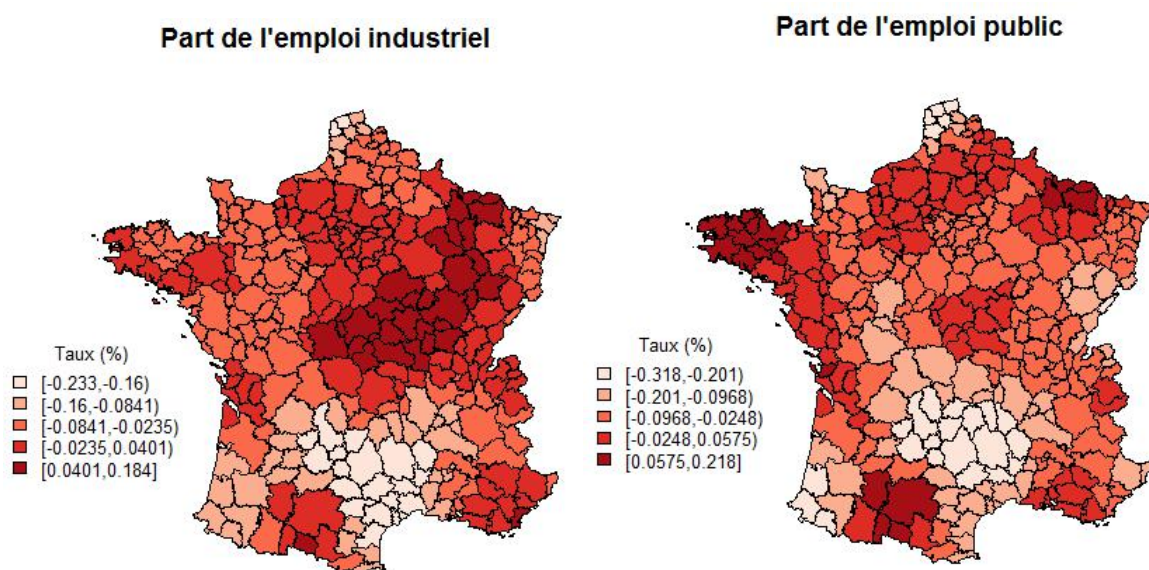 Part de l'emploi industriel
Taux (%)
[-0.233,-0.16)
[-0.16,-0.0841)
[-0.0841,-0.0235)
[-0.0235,0.0401)
[0.0401,0.184]
Part de l'emploi public
Taux (%)
[-0.318,-0.201)
[-0.201,-0.0968)
[-0.0968,-0.0248)
[-0.0248,0.0575)
[0.0575,0.218]